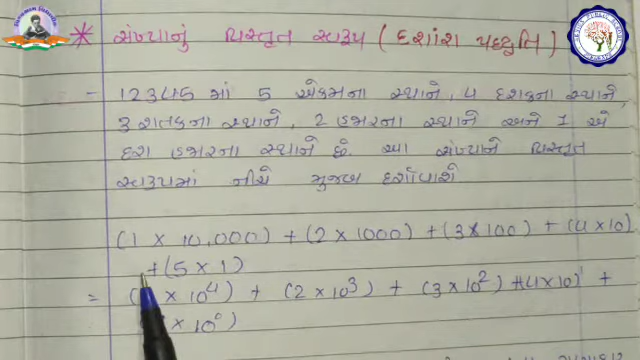 * સંખ્યાનું વિસ્તૃત સ્વરૂપ (દશાંશ પદ્ધતિ)
- 12345 માં 5 એકમના સ્થાને, 4 દશકના સ્થાને,
3 શતકના સ્થાને, 2 હજારના સ્થાને અને 1 એ
દશ હજારના સ્થાને છે. આ સંખ્યાને વિસ્તૃત
સ્વરૂપમાં નીચે મુજબ દર્શાવાશે
(1 × 10,000) + (2 × 1000) + (3 × 100) + (4 × 10)
+ (5 × 1)
= ( × 10⁴) + (2 × 10³) + (3 × 10²) + (4 × 10)¹ +
× 10⁰)